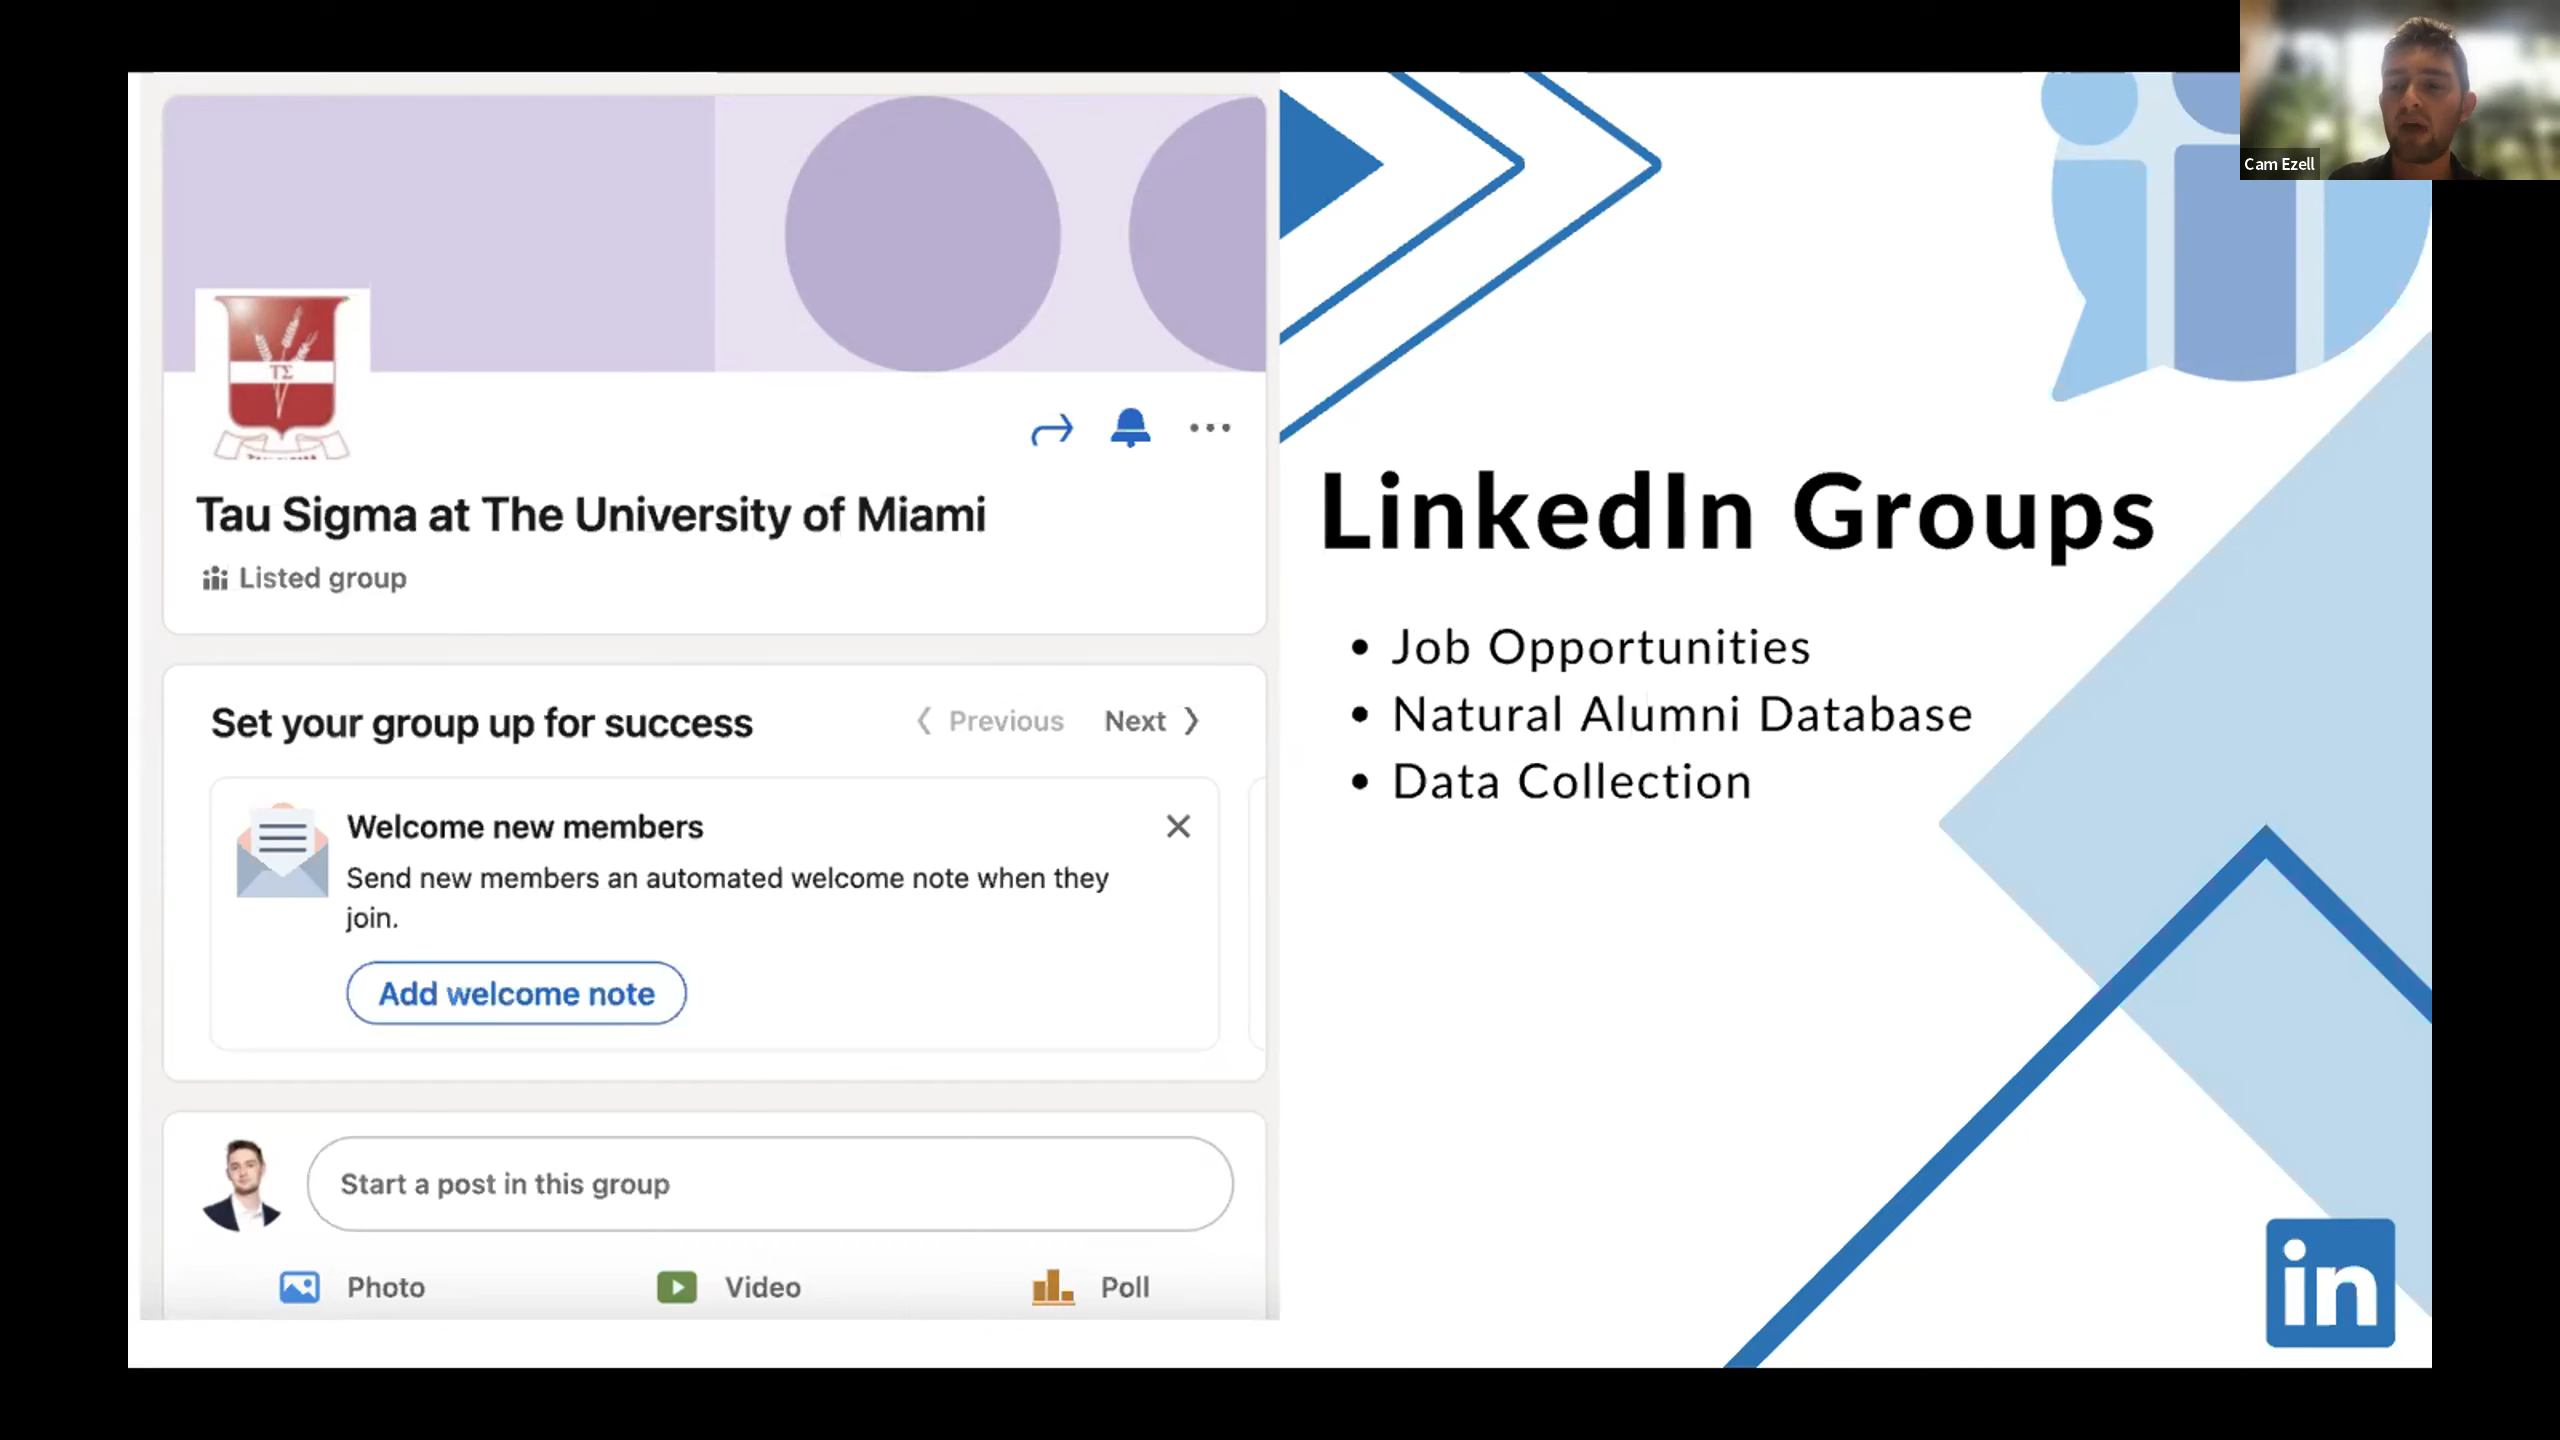 Cam Ezell
ΤΣ
Tau Sigma at The University of Miami
Listed group
Set your group up for success
Previous
Next
Welcome new members
Send new members an automated welcome note when they
join.
Add welcome note
Start a post in this group
Photo
Video
Poll
LinkedIn Groups
• Job Opportunities
• Natural Alumni Database
• Data Collection
in